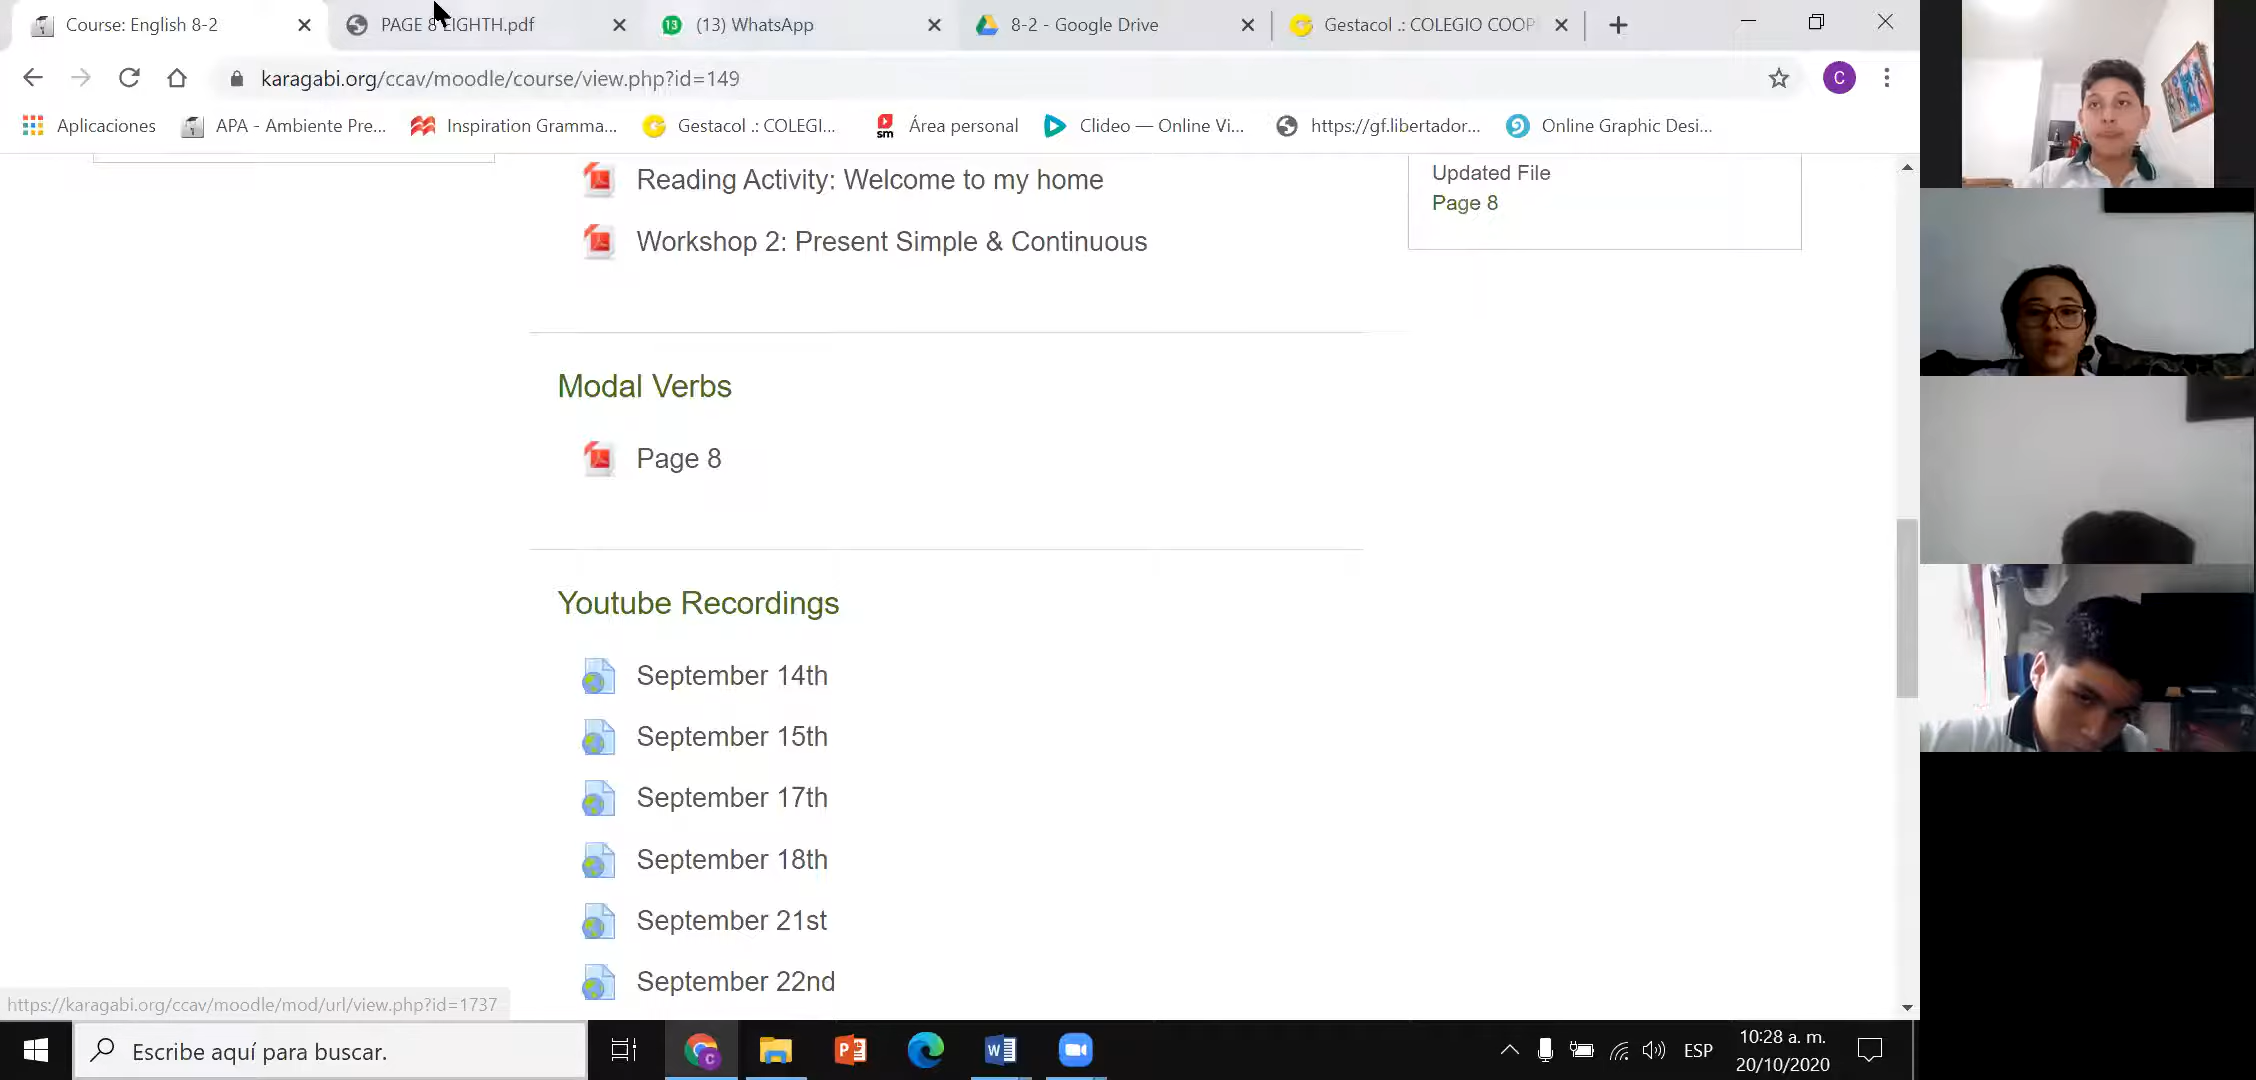 Course: English 8-2
PAGE 8 EIGHTH.pdf
13
(13) WhatsApp
8-2 - Google Drive
Gestacol .: COLEGIO COOP
karagabi.org/ccav/moodle/course/view.php?id=149
C
Aplicaciones
APA - Ambiente Pre...
Inspiration Gramma...
Gestacol .: COLEGI...
sm
Área personal
Clideo — Online Vi...
https://gf.libertador...
Online Graphic Desi...
Reading Activity: Welcome to my home
Workshop 2: Present Simple & Continuous
Updated File
Page 8
Modal Verbs
Page 8
Youtube Recordings
September 14th
September 15th
September 17th
September 18th
September 21st
September 22nd
https://karagabi.org/ccav/moodle/mod/url/view.php?id=1737
Escribe aquí para buscar.
C
P
W
ESP
10:28 a. m.
20/10/2020